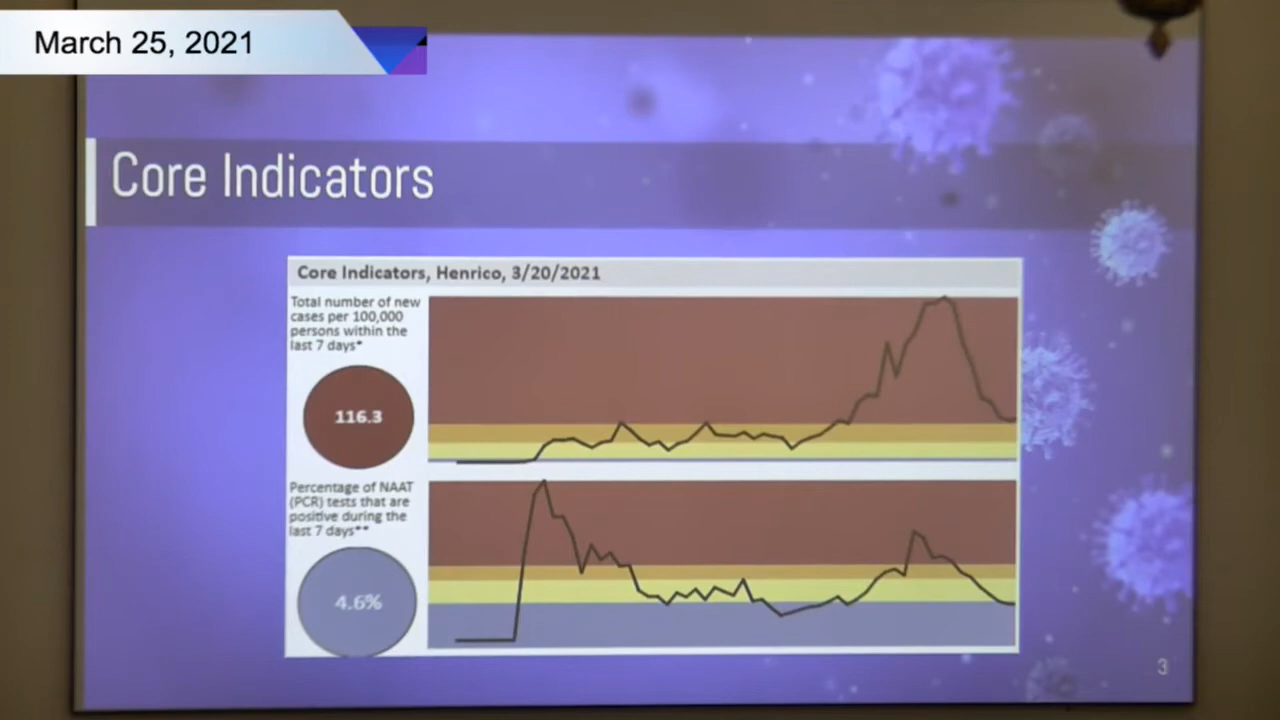 March 25, 2021
Core Indicators
Core Indicators, Henrico, 3/20/2021
Total number of new
cases per 100,000
persons within the
last 7 days*
116.3
Percentage of NAAT
(PCR) tests that are
positive during the
last 7 days**
4.6%
3